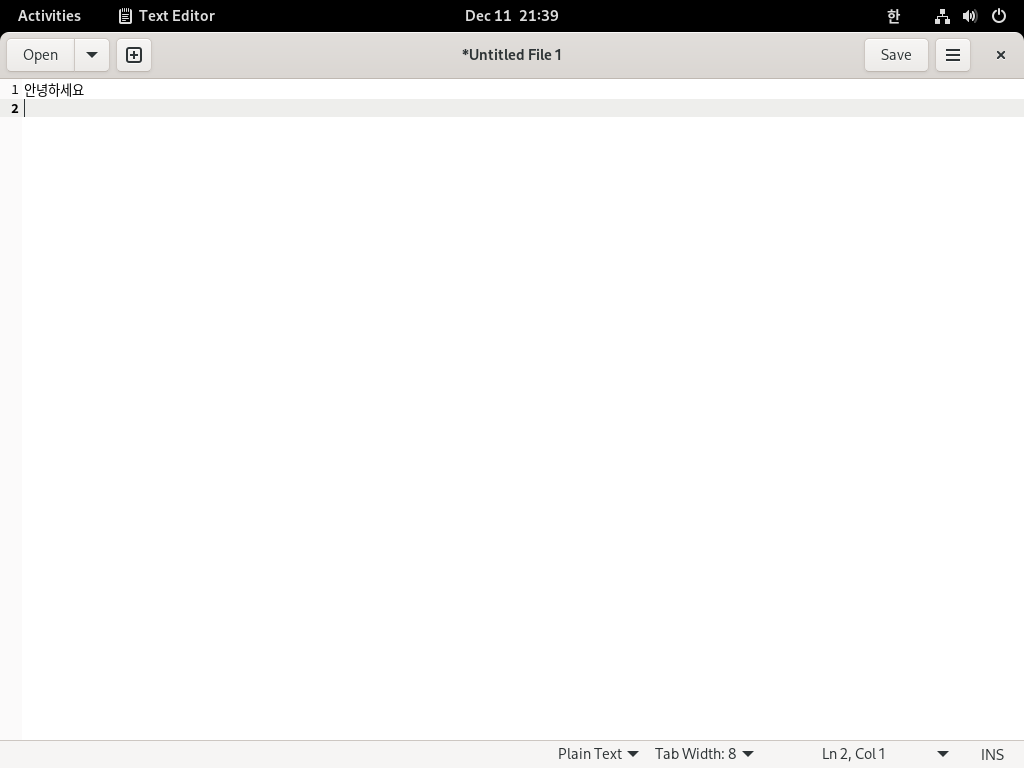 Activities Text Editor Dec 11 21:39 한
Open *Untitled File 1 Save
1 안녕하세요
2
Plain Text Tab Width: 8 Ln 2, Col 1 INS